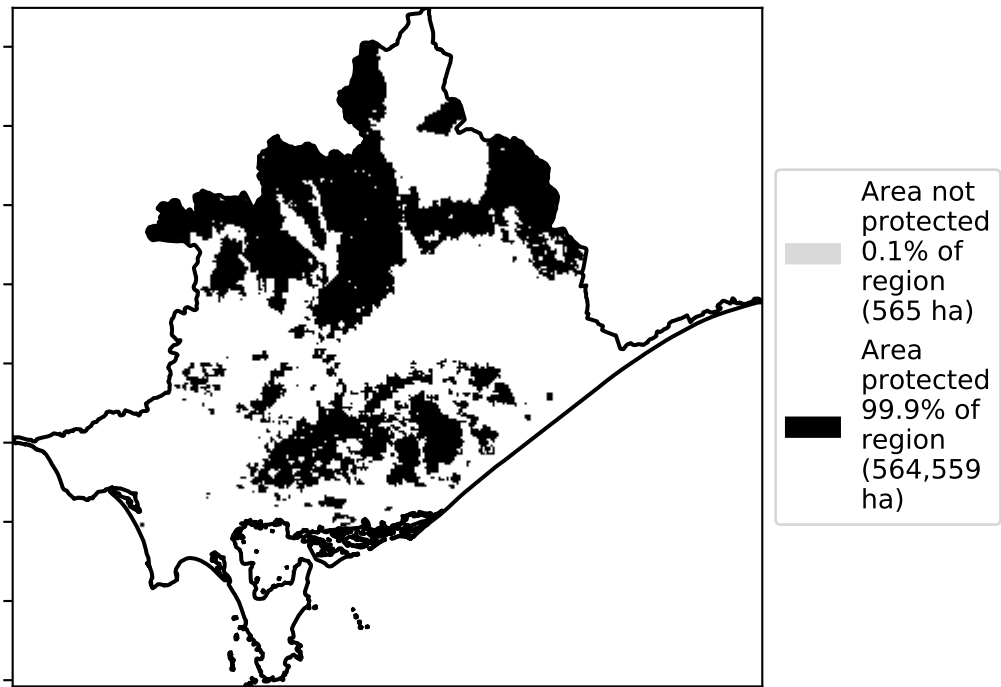 Area not
protected
0.1% of
region
(565 ha)
Area
protected
99.9% of
region
(564,559
ha)